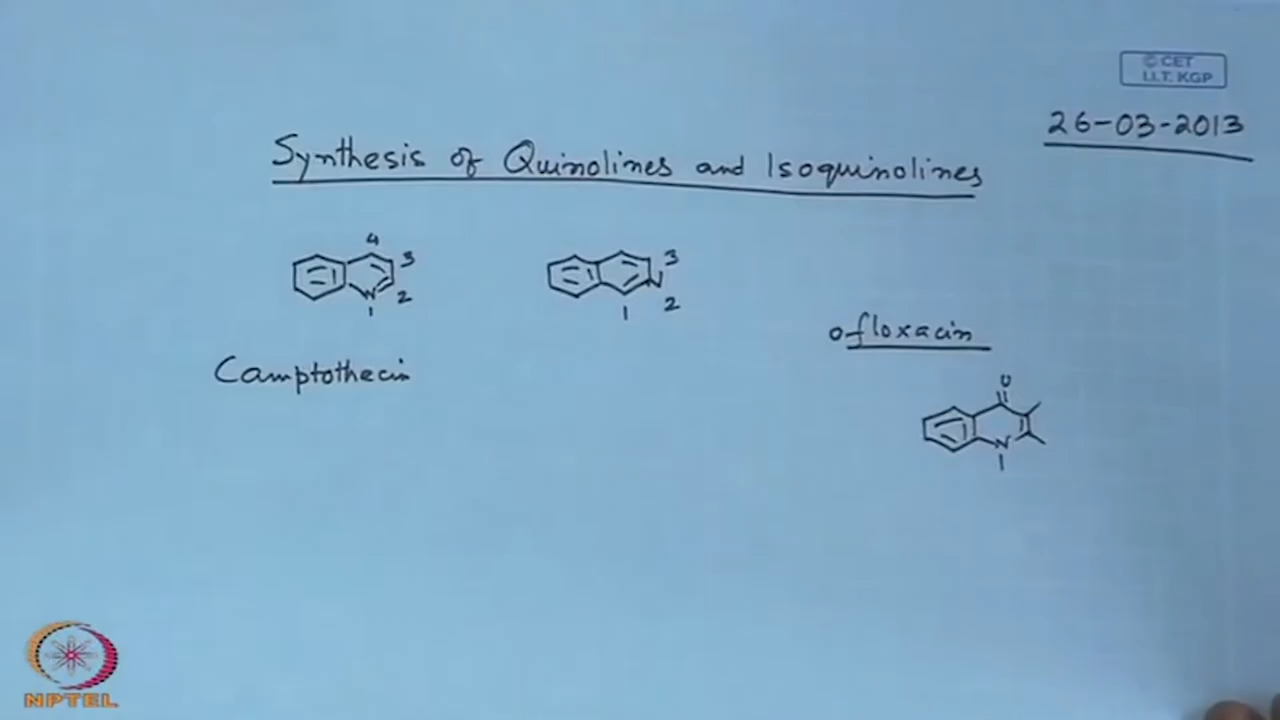 © CET
I.I.T. KGP
26-03-2013
Synthesis of Quinolines and Isoquinolines
4
3
N
2
1
3
N
2
1
ofloxacin
Camptothecin
O
N
NPTEL